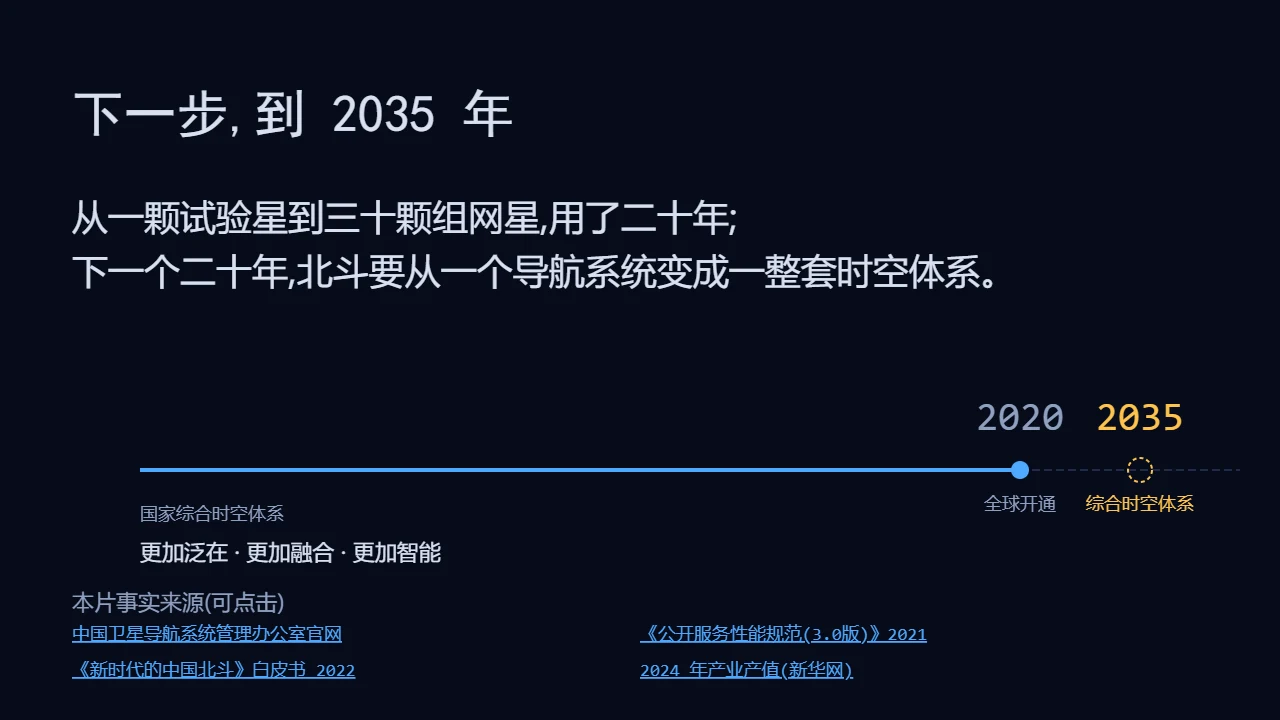 下一步,到 2035 年
从一颗试验星到三十颗组网星,用了二十年;
下一个二十年,北斗要从一个导航系统变成一整套时空体系。
2020 2035
全球开通 综合时空体系
国家综合时空体系
更加泛在 · 更加融合 · 更加智能
本片事实来源(可点击)
中国卫星导航系统管理办公室官网
《公开服务性能规范(3.0版)》2021
《新时代的中国北斗》白皮书 2022
2024 年产业产值(新华网)